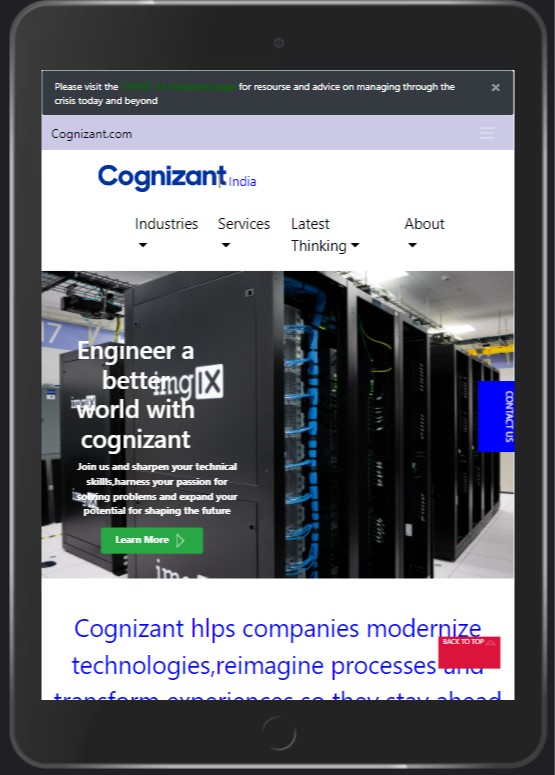 Please visit the for resourse and advice on managing through the
crisis today and beyond
×
Cognizant.com
Cognizant India
Industries Services Latest Thinking About
Engineer a
better
world with
cognizant
imgIX
Join us and sharpen your technical
skills,harness your passion for
solving problems and expand your
potential for shaping the future
Learn More
imgIX
CONTACT US
Cognizant hlps companies modernize
BACK TO TOP
technologies,reimagine processes and
transform experiences so they stay ahead